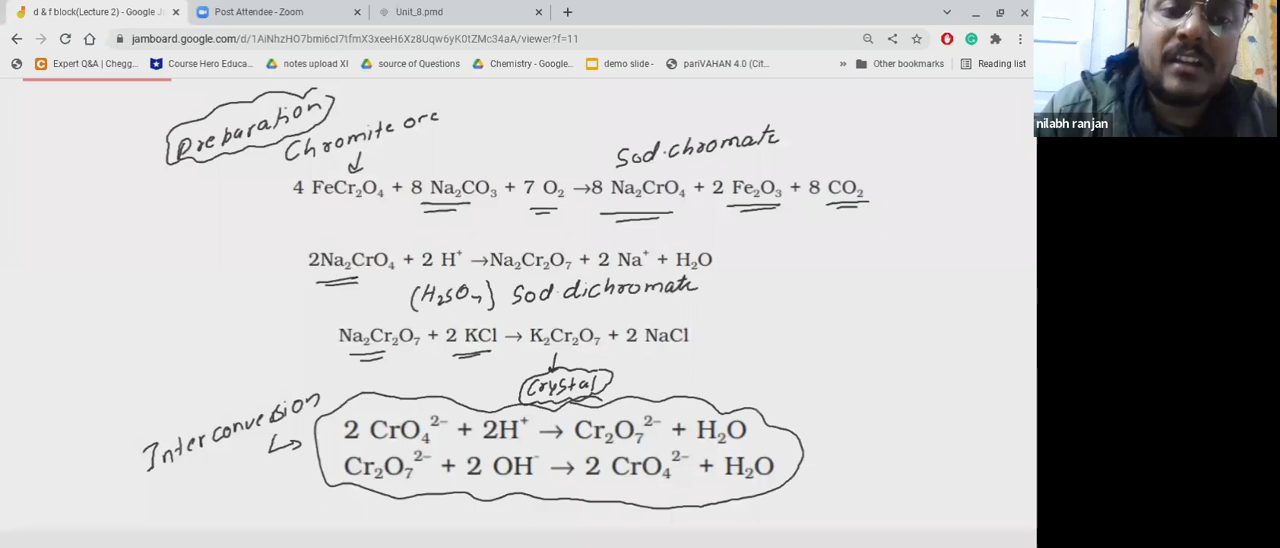 d & f block(Lecture 2) - Google J
Post Attendee - Zoom
Unit_8.pmd
jamboard.google.com/d/1AiNhzHO7bmi6cI7tfmX3xeeH6Xz8Uqw6yK0tZMc34aA/viewer?f=11
Expert Q&A | Chegg...
Course Hero Educa...
notes upload XI
source of Questions
Chemistry - Google...
demo slide -
pariVAHAN 4.0 (Cit...
»
Other bookmarks
Reading list
nilabh ranjan
Preparation
Chromite ore
Sod.chromate
4 FeCr₂O₄ + 8 Na₂CO₃ + 7 O₂ →8 Na₂CrO₄ + 2 Fe₂O₃ + 8 CO₂
2Na₂CrO₄ + 2 H⁺ →Na₂Cr₂O₇ + 2 Na⁺ + H₂O
(H₂SO₄) Sod.dichromate
Na₂Cr₂O₇ + 2 KCl → K₂Cr₂O₇ + 2 NaCl
Crystal
Interconversion
2 CrO₄²⁻ + 2H⁺ → Cr₂O₇²⁻ + H₂O
Cr₂O₇²⁻ + 2 OH⁻ → 2 CrO₄²⁻ + H₂O